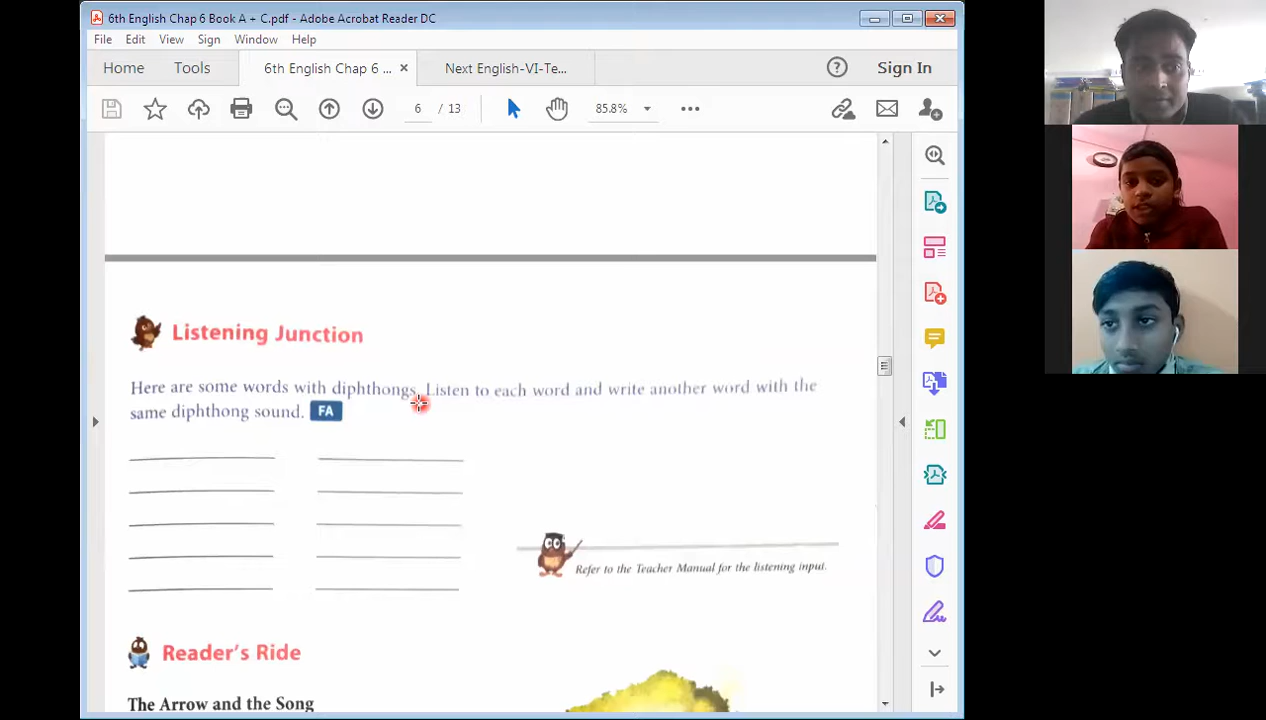 6th English Chap 6 Book A + C.pdf - Adobe Acrobat Reader DC
File Edit View Sign Window Help
Home Tools 6th English Chap 6 ... × Next English-VI-Te... ? Sign In
6 / 13 85.8%
Listening Junction
Here are some words with diphthongs. Listen to each word and write another word with the
same diphthong sound. FA
Refer to the Teacher Manual for the listening input.
Reader's Ride
The Arrow and the Song